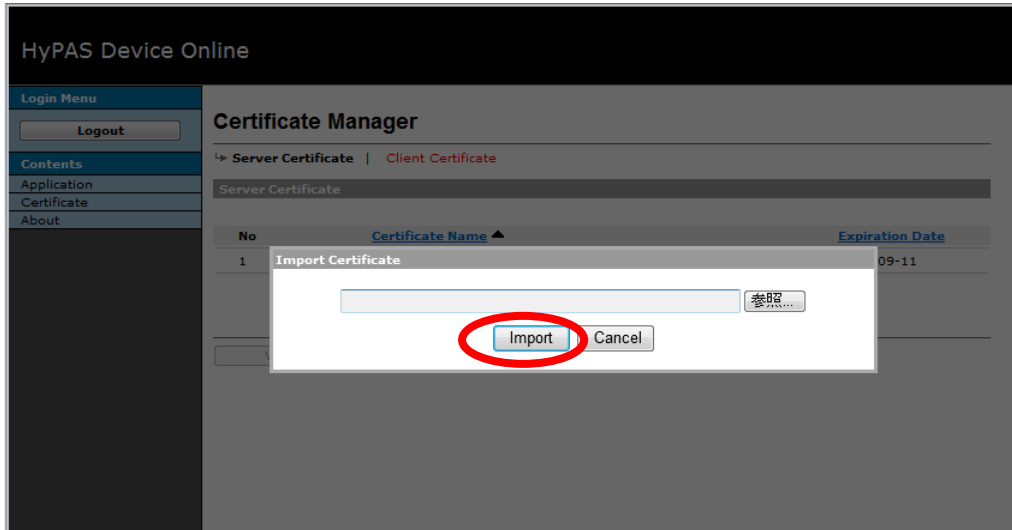 HyPAS Device Online
Login Menu
Logout
Contents
Application
Certificate
About
Certificate Manager
Server Certificate | Client Certificate
Server Certificate
No Certificate Name ▲ Expiration Date
1 09-11
Import Certificate
参照...
Import Cancel